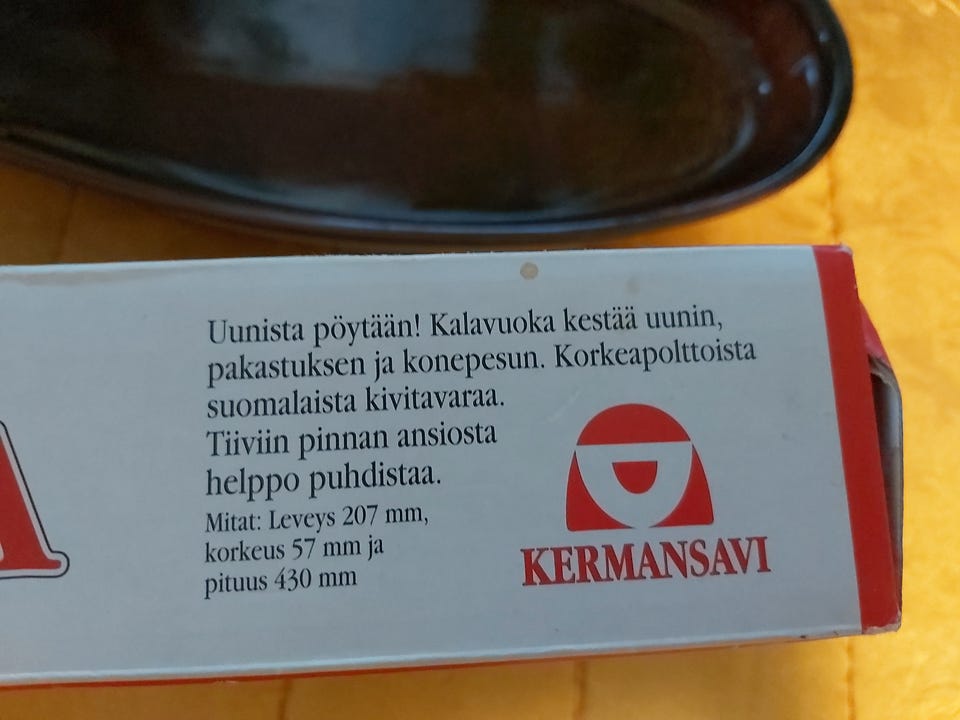 Uunista pöytään! Kalavuoka kestää uunin,
pakastuksen ja konepesun. Korkeapolttoista
suomalaista kivitavaraa.
Tiiviin pinnan ansiosta
helppo puhdistaa.
Mitat: Leveys 207 mm,
korkeus 57 mm ja
pituus 430 mm
KERMANSAVI